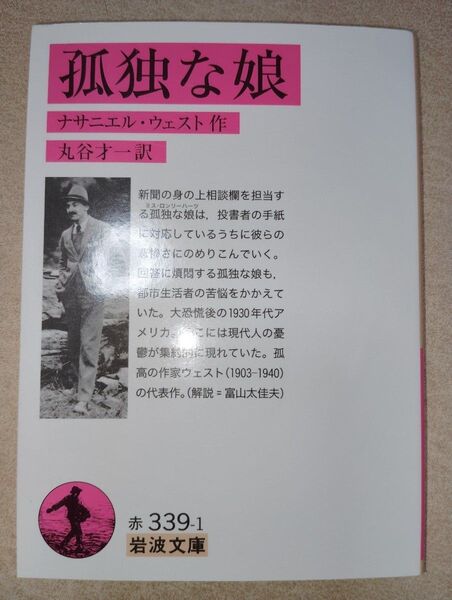 孤独な娘
ナサニエル・ウェスト作
丸谷才一訳
新聞の身の上相談欄を担当す
ミス・ロンリーハーツ
る孤独な娘は，投書者の手紙
に対応しているうちに彼らの
悲惨さにのめりこんでいく。
回答に煩悶する孤独な娘も，
都市生活者の苦悩をかかえて
いた。大恐慌後の1930年代ア
メリカ。ここには現代人の憂
鬱が集約的に現れていた。孤
高の作家ウェスト(1903-1940)
の代表作。(解説=富山太佳夫)
赤 339-1
岩波文庫